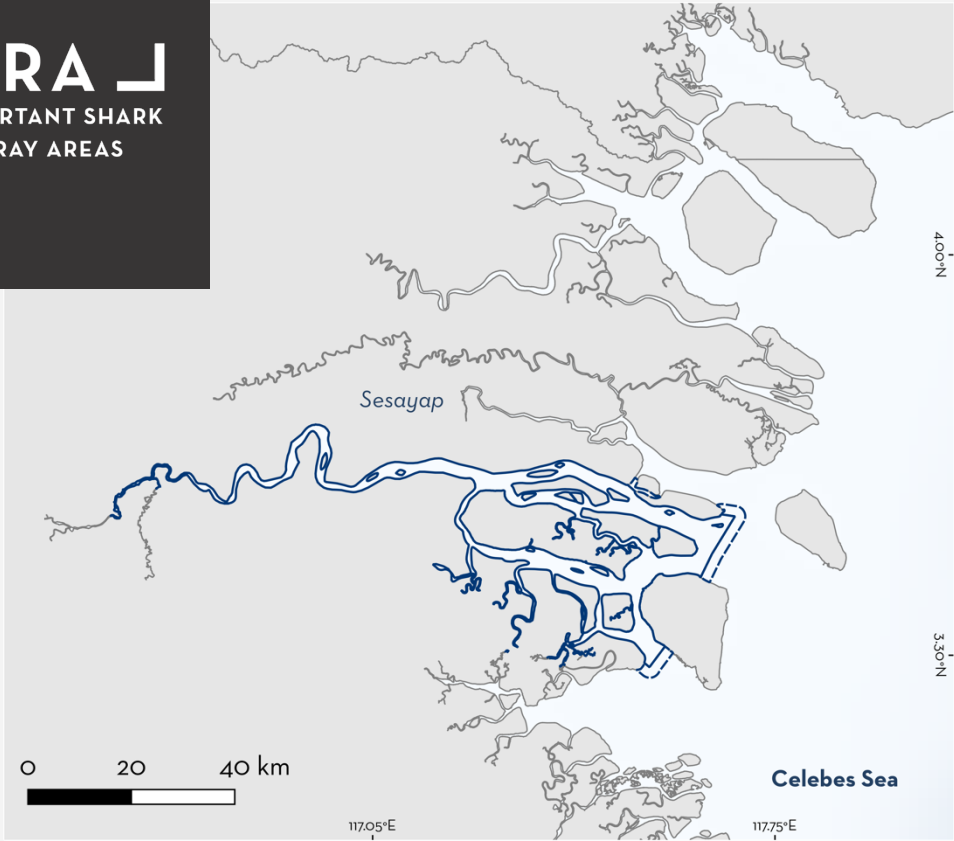 RA
RTANT SHARK
RAY AREAS
4.00°N
Sesayap
3.30°N
0 20 40 km
Celebes Sea
117.05°E 117.75°E